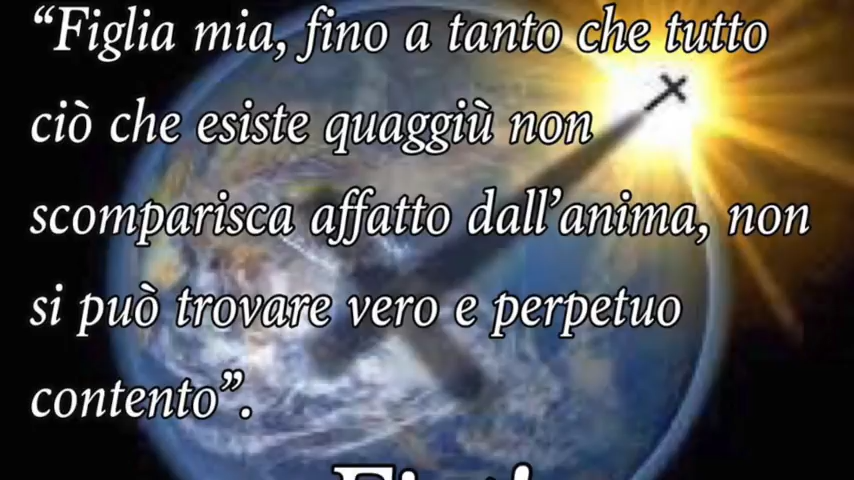 “Figlia mia, fino a tanto che tutto
ciò che esiste quaggiù non
scomparisca affatto dall’anima, non
si può trovare vero e perpetuo
contento”.